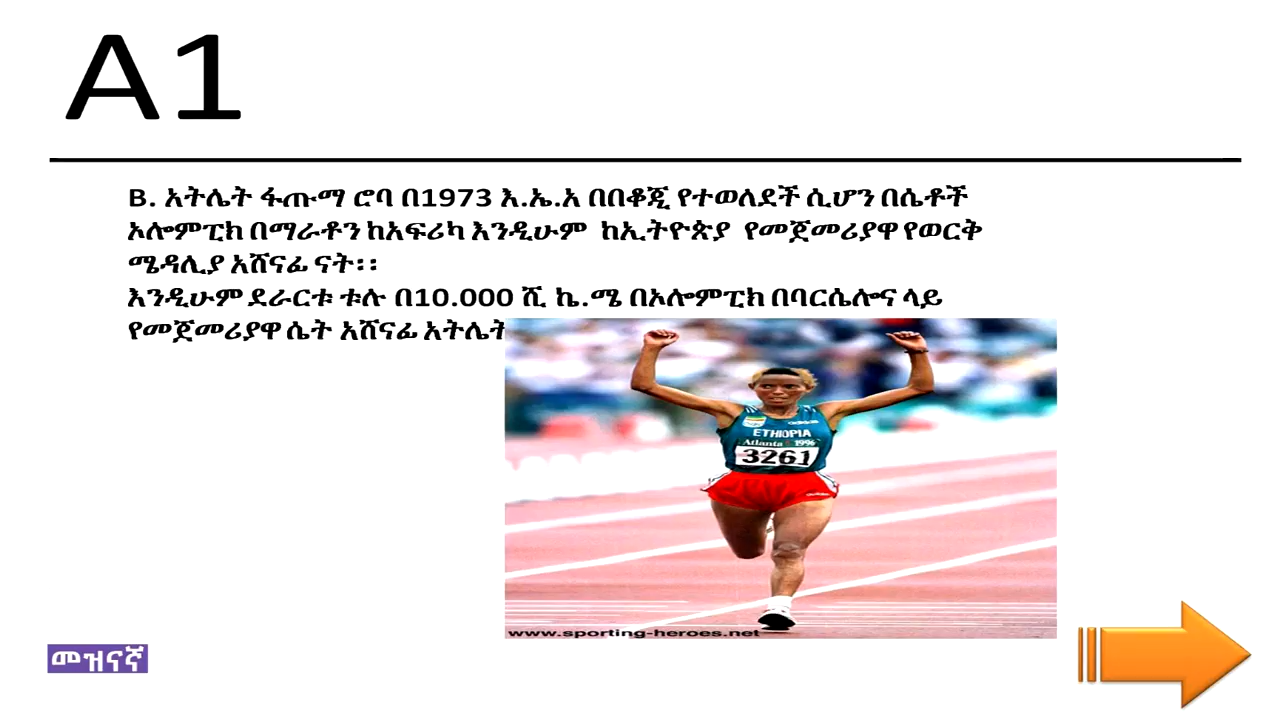 A1
B. አትሌት ፋጡማ ሮባ በ1973 እ.ኤ.አ በበቆጂ የተወለደች ሲሆን በሴቶች
ኦሎምፒክ በማራቶን ከአፍሪካ እንዲሁም ከኢትዮጵያ የመጀመሪያዋ የወርቅ
ሜዳሊያ አሸናፊ ናት፡፡
እንዲሁም ደራርቱ ቱሉ በ10.000 ሺ ኪ.ሜ በኦሎምፒክ በባርሴሎና ላይ
የመጀመሪያዋ ሴት አሸናፊ አትሌት
ETHIOPIA
Atlanta 1996
3261
www.sporting-heroes.net
መዝናኛ